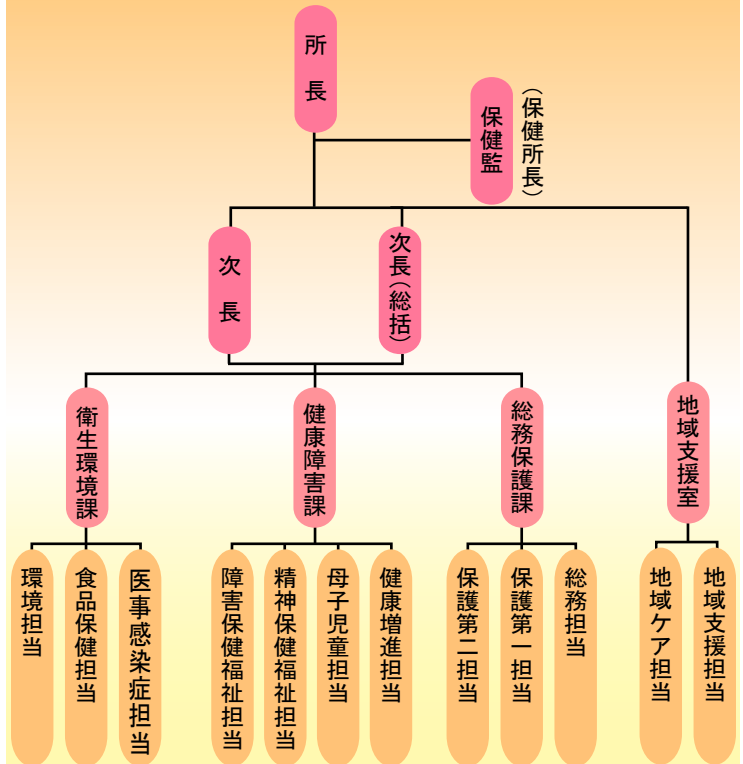 所長
保健監
(保健所長)
次長
次長(総括)
衛生環境課
健康障害課
総務保護課
地域支援室
環境担当
食品保健担当
医事感染症担当
障害保健福祉担当
精神保健福祉担当
母子児童担当
健康増進担当
保護第二担当
保護第一担当
総務担当
地域ケア担当
地域支援担当